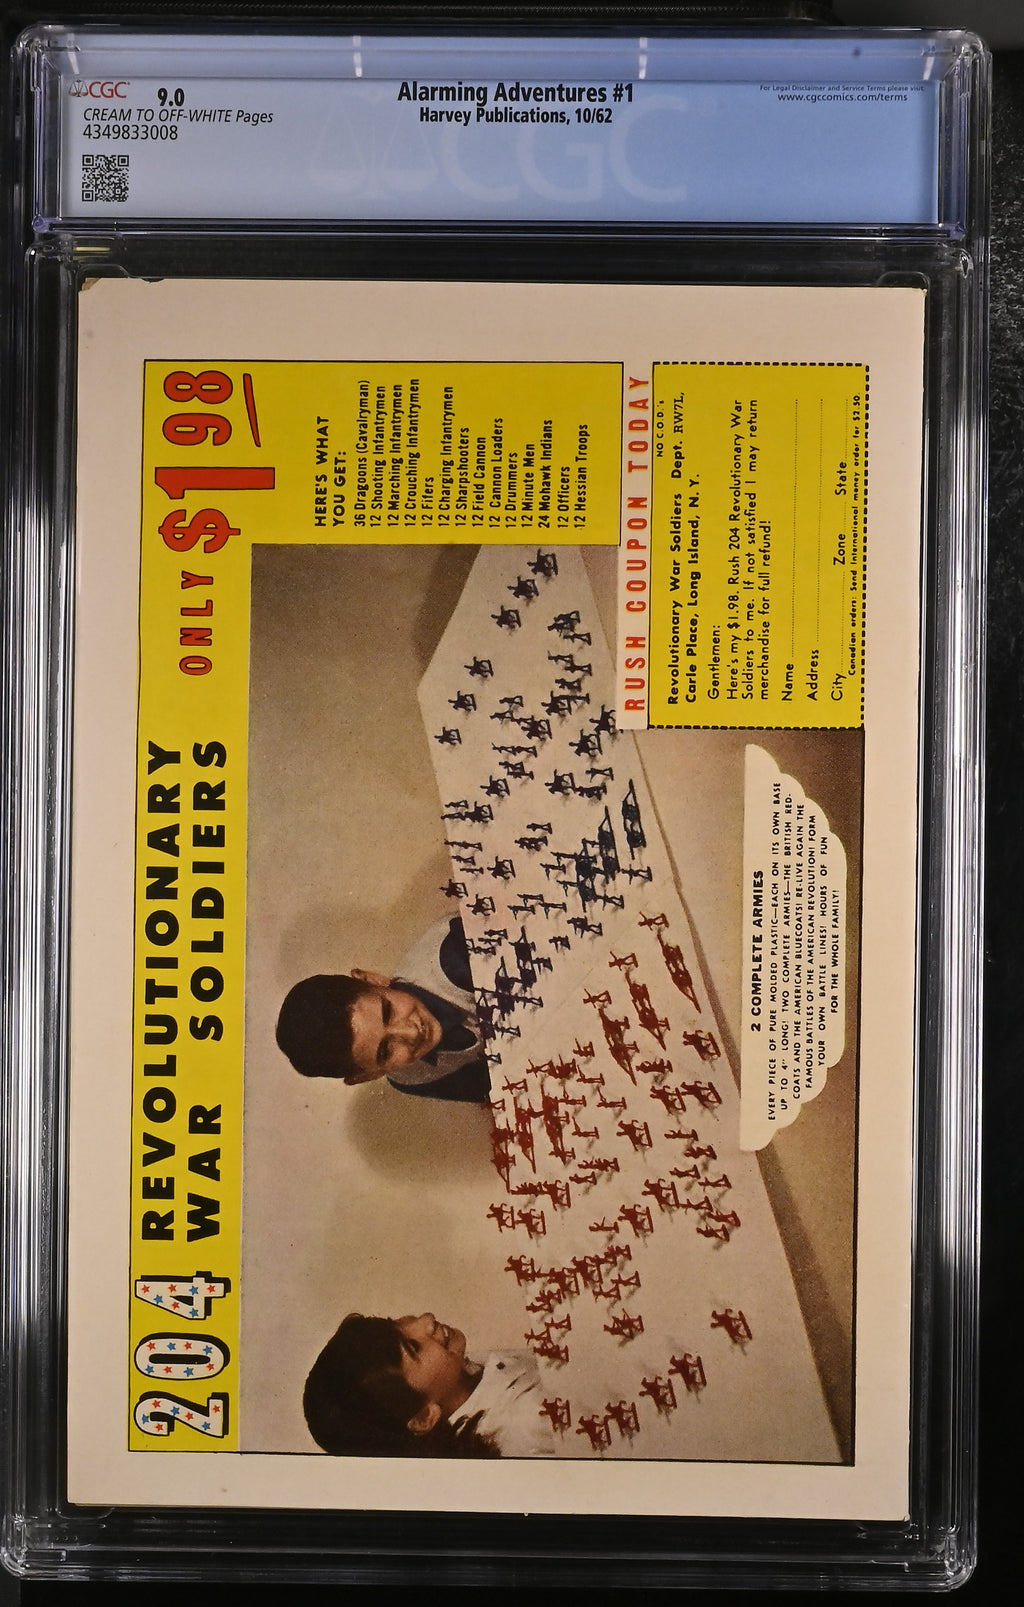 CGC
9.0
CREAM TO OFF-WHITE Pages
4349833008
Alarming Adventures #1
Harvey Publications, 10/62
For Legal Disclaimer and Service Terms please visit
www.cgccomics.com/terms
CGC
204 REVOLUTIONARY
WAR SOLDIERS
ONLY $198
HERE'S WHAT
YOU GET:
36 Dragoons (Cavalryman)
12 Shooting Infantrymen
12 Marching Infantrymen
12 Crouching Infantrymen
12 Fifers
12 Charging Infantrymen
12 Sharpshooters
12 Field Cannon
12 Cannon Loaders
12 Drummers
12 Minute Men
24 Mohawk Indians
12 Officers
12 Hessian Troops
RUSH COUPON TODAY
NO C.O.D.'s
Revolutionary War Soldiers Dept. RW7L,
Carle Place, Long Island, N. Y.
Gentlemen:
Here's my $1.98. Rush 204 Revolutionary War
Soldiers to me. If not satisfied I may return
merchandise for full refund!
Name
Address
City Zone State
Canadian orders: Send international money order for $2.50.
2 COMPLETE ARMIES
EVERY PIECE OF PURE MOLDED PLASTIC—EACH ON ITS OWN BASE
UP TO 4" LONG! TWO COMPLETE ARMIES—THE BRITISH RED-
COATS AND THE AMERICAN BLUECOATS! RE-LIVE AGAIN THE
FAMOUS BATTLES OF THE AMERICAN REVOLUTION! FORM
YOUR OWN BATTLE LINES! HOURS OF FUN
FOR THE WHOLE FAMILY!